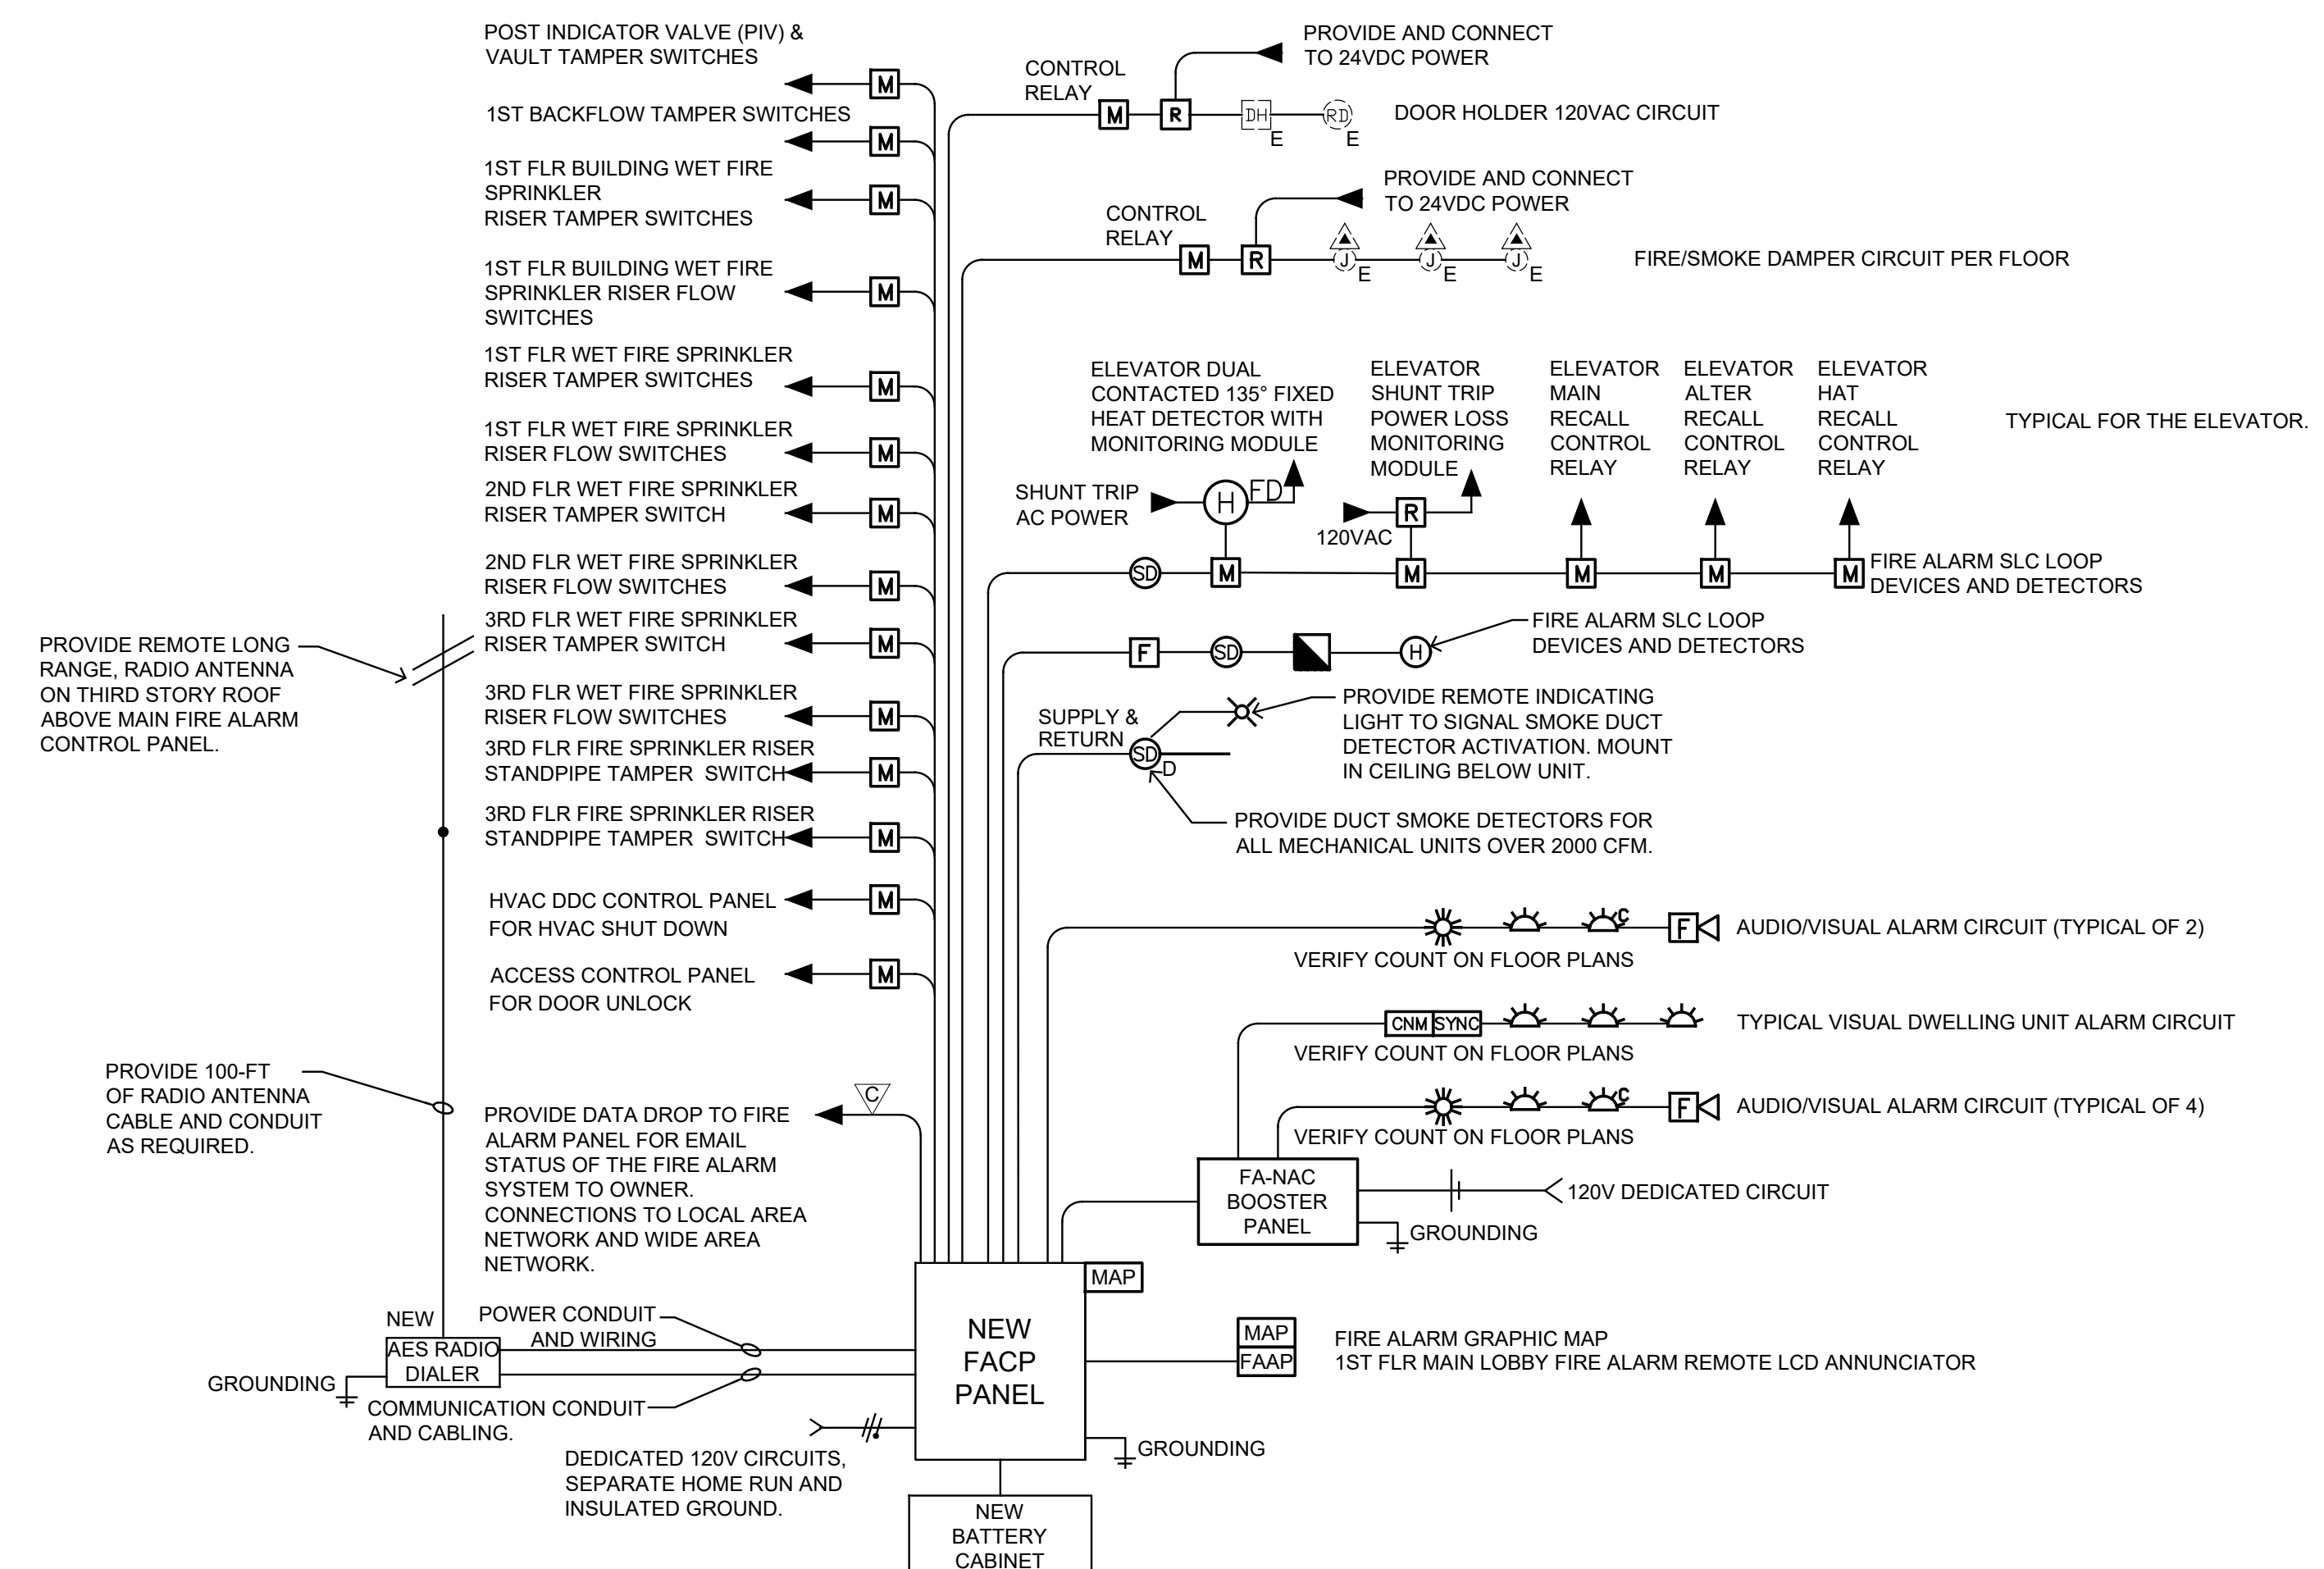 POST INDICATOR VALVE (PIV) &
VAULT TAMPER SWITCHES
M
1ST BACKFLOW TAMPER SWITCHES
M
1ST FLR BUILDING WET FIRE
SPRINKLER
RISER TAMPER SWITCHES
M
1ST FLR BUILDING WET FIRE
SPRINKLER RISER FLOW
SWITCHES
M
1ST FLR WET FIRE SPRINKLER
RISER TAMPER SWITCHES
M
1ST FLR WET FIRE SPRINKLER
RISER FLOW SWITCHES
M
2ND FLR WET FIRE SPRINKLER
RISER TAMPER SWITCH
M
2ND FLR WET FIRE SPRINKLER
RISER FLOW SWITCHES
M
3RD FLR WET FIRE SPRINKLER
RISER TAMPER SWITCH
M
3RD FLR WET FIRE SPRINKLER
RISER FLOW SWITCHES
M
3RD FLR FIRE SPRINKLER RISER
STANDPIPE TAMPER SWITCH
M
3RD FLR FIRE SPRINKLER RISER
STANDPIPE TAMPER SWITCH
M
HVAC DDC CONTROL PANEL
FOR HVAC SHUT DOWN
M
ACCESS CONTROL PANEL
FOR DOOR UNLOCK
M
C
PROVIDE DATA DROP TO FIRE
ALARM PANEL FOR EMAIL
STATUS OF THE FIRE ALARM
SYSTEM TO OWNER.
CONNECTIONS TO LOCAL AREA
NETWORK AND WIDE AREA
NETWORK.
PROVIDE REMOTE LONG
RANGE, RADIO ANTENNA
ON THIRD STORY ROOF
ABOVE MAIN FIRE ALARM
CONTROL PANEL.
PROVIDE 100-FT
OF RADIO ANTENNA
CABLE AND CONDUIT
AS REQUIRED.
NEW
AES RADIO
DIALER
GROUNDING
POWER CONDUIT
AND WIRING
COMMUNICATION CONDUIT
AND CABLING.
DEDICATED 120V CIRCUITS,
SEPARATE HOME RUN AND
INSULATED GROUND.
NEW
FACP
PANEL
NEW
BATTERY
CABINET
GROUNDING
MAP
MAP
FAAP
FIRE ALARM GRAPHIC MAP
1ST FLR MAIN LOBBY FIRE ALARM REMOTE LCD ANNUNCIATOR
PROVIDE AND CONNECT
TO 24VDC POWER
CONTROL
RELAY
M R DH E RD E
DOOR HOLDER 120VAC CIRCUIT
PROVIDE AND CONNECT
TO 24VDC POWER
CONTROL
RELAY
M R J E J E J E
FIRE/SMOKE DAMPER CIRCUIT PER FLOOR
ELEVATOR DUAL
CONTACTED 135° FIXED
HEAT DETECTOR WITH
MONITORING MODULE
ELEVATOR
SHUNT TRIP
POWER LOSS
MONITORING
MODULE
ELEVATOR
MAIN
RECALL
CONTROL
RELAY
ELEVATOR
ALTER
RECALL
CONTROL
RELAY
ELEVATOR
HAT
RECALL
CONTROL
RELAY
TYPICAL FOR THE ELEVATOR.
SHUNT TRIP
AC POWER
H FD
R
120VAC
SD M M M M M
FIRE ALARM SLC LOOP
DEVICES AND DETECTORS
F SD H
FIRE ALARM SLC LOOP
DEVICES AND DETECTORS
SUPPLY &
RETURN
SD D
PROVIDE REMOTE INDICATING
LIGHT TO SIGNAL SMOKE DUCT
DETECTOR ACTIVATION. MOUNT
IN CEILING BELOW UNIT.
PROVIDE DUCT SMOKE DETECTORS FOR
ALL MECHANICAL UNITS OVER 2000 CFM.
C F
AUDIO/VISUAL ALARM CIRCUIT (TYPICAL OF 2)
VERIFY COUNT ON FLOOR PLANS
CNM SYNC
TYPICAL VISUAL DWELLING UNIT ALARM CIRCUIT
VERIFY COUNT ON FLOOR PLANS
C F
AUDIO/VISUAL ALARM CIRCUIT (TYPICAL OF 4)
VERIFY COUNT ON FLOOR PLANS
FA-NAC
BOOSTER
PANEL
120V DEDICATED CIRCUIT
GROUNDING